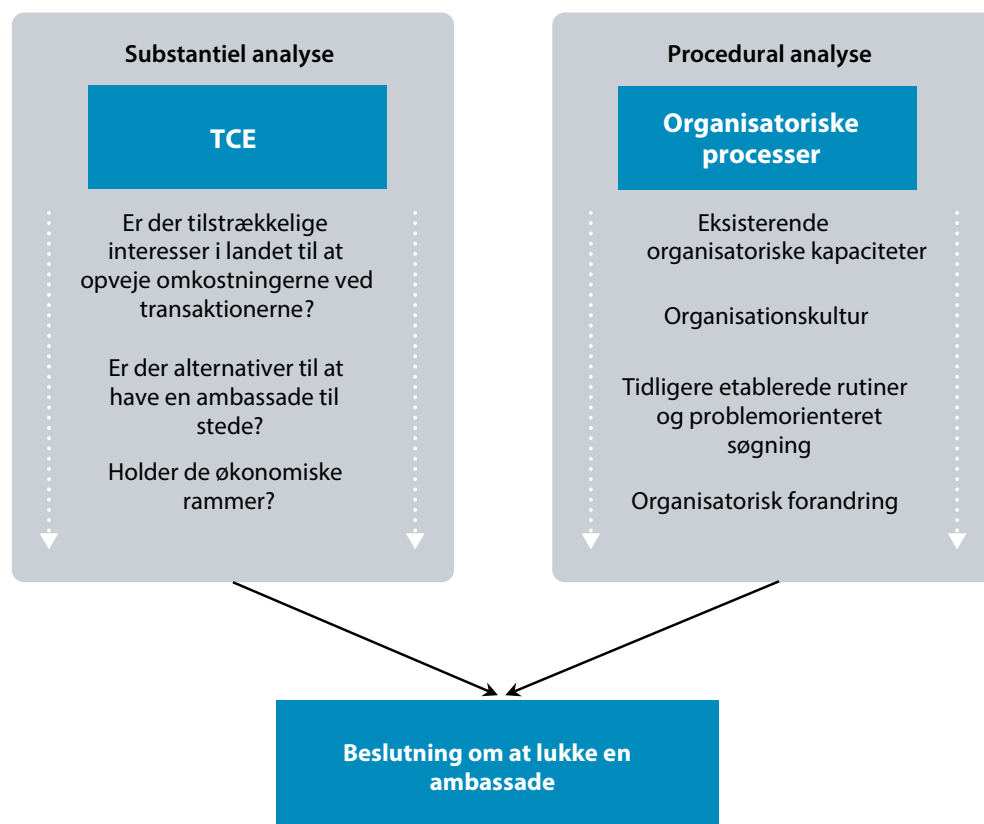 Substantiel analyse
TCE
Er der tilstrækkelige
interesser i landet til at
opveje omkostningerne ved
transaktionerne?
Er der alternativer til at
have en ambassade til
stede?
Holder de økonomiske
rammer?
Procedural analyse
Organisatoriske
processer
Eksisterende
organisatoriske kapaciteter
Organisationskultur
Tidligere etablerede rutiner
og problemorienteret
søgning
Organisatorisk forandring
Beslutning om at lukke en
ambassade